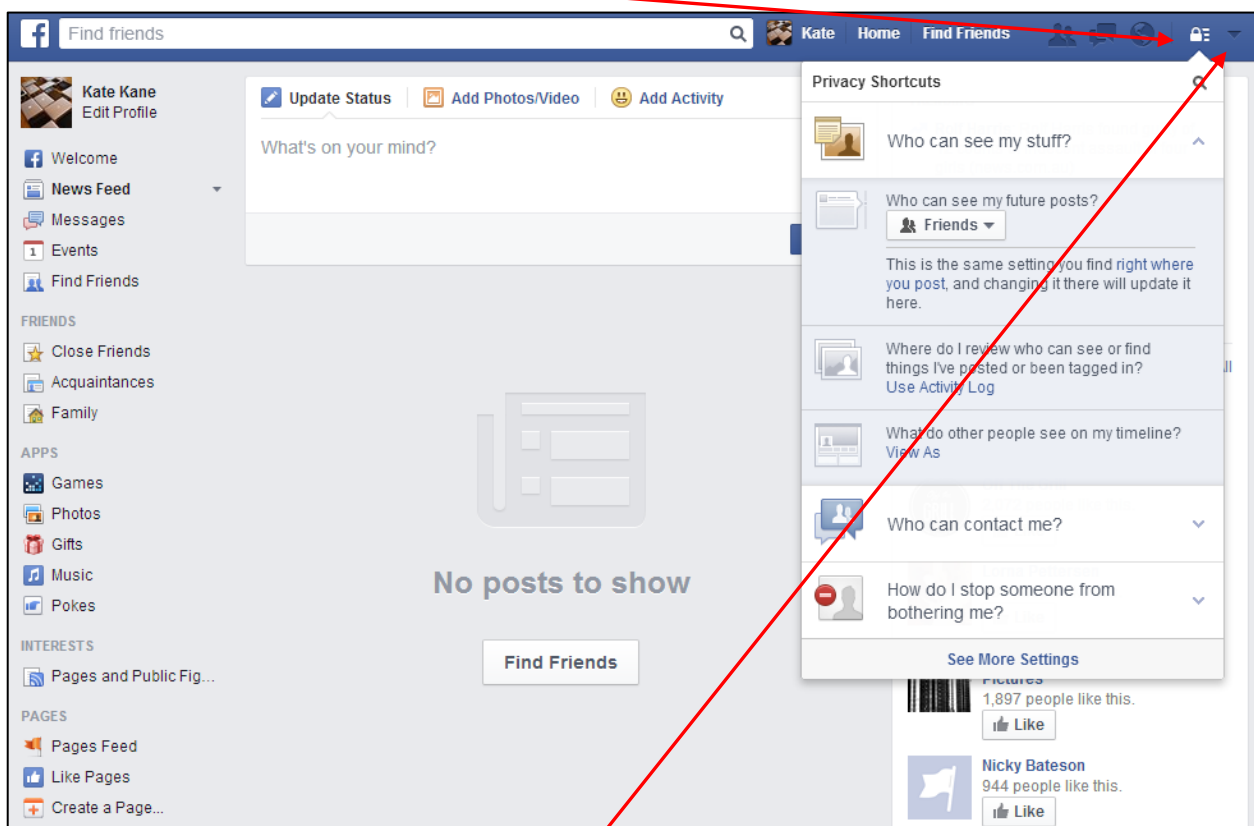 Find friends
Kate Home Find Friends
Kate Kane
Edit Profile
Welcome
News Feed
Messages
1 Events
Find Friends
FRIENDS
Close Friends
Acquaintances
Family
APPS
Games
Photos
Gifts
Music
Pokes
INTERESTS
Pages and Public Fig...
PAGES
Pages Feed
Like Pages
Create a Page...
Update Status Add Photos/Video Add Activity
What's on your mind?
No posts to show
Find Friends
Privacy Shortcuts
Who can see my stuff?
Who can see my future posts?
Friends
This is the same setting you find right where
you post, and changing it there will update it
here.
Where do I review who can see or find
things I've posted or been tagged in?
Use Activity Log
What do other people see on my timeline?
View As
Who can contact me?
How do I stop someone from
bothering me?
See More Settings
Pictures
1,897 people like this.
Like
Nicky Bateson
944 people like this.
Like